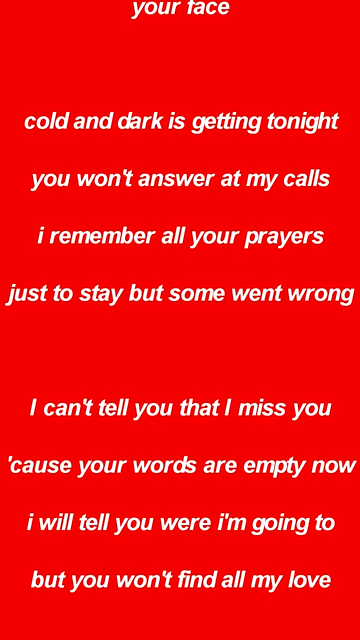 your face
cold and dark is getting tonight
you won't answer at my calls
i remember all your prayers
just to stay but some went wrong
I can't tell you that I miss you
'cause your words are empty now
i will tell you were i'm going to
but you won't find all my love